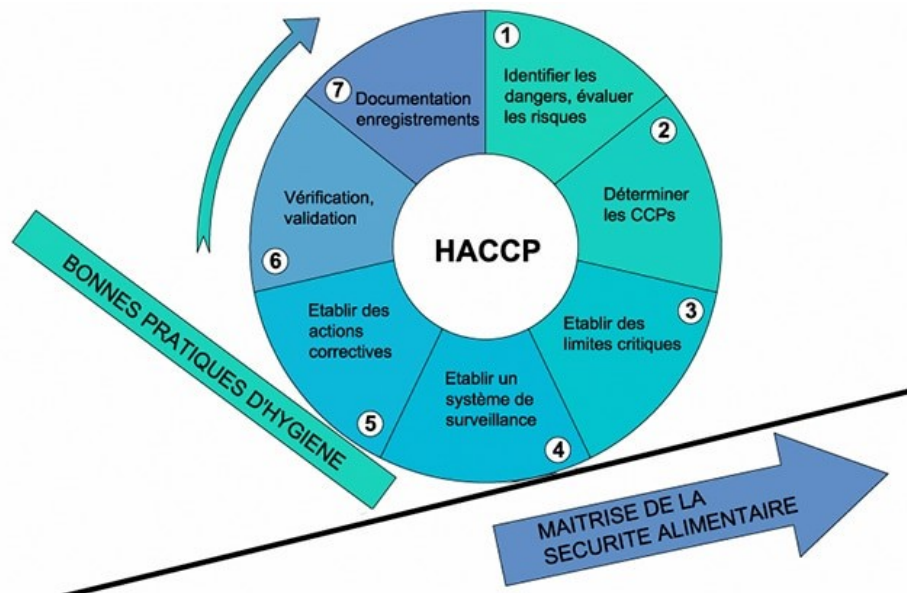 1
Identifier les
dangers, évaluer
les risques
2
Déterminer
les CCPs
3
Etablir des
limites critiques
4
Etablir un
système de
surveillance
5
Etablir des
actions
correctives
6
Vérification,
validation
7
Documentation
enregistrements
HACCP
BONNES PRATIQUES D'HYGIENE
MAITRISE DE LA
SECURITE ALIMENTAIRE